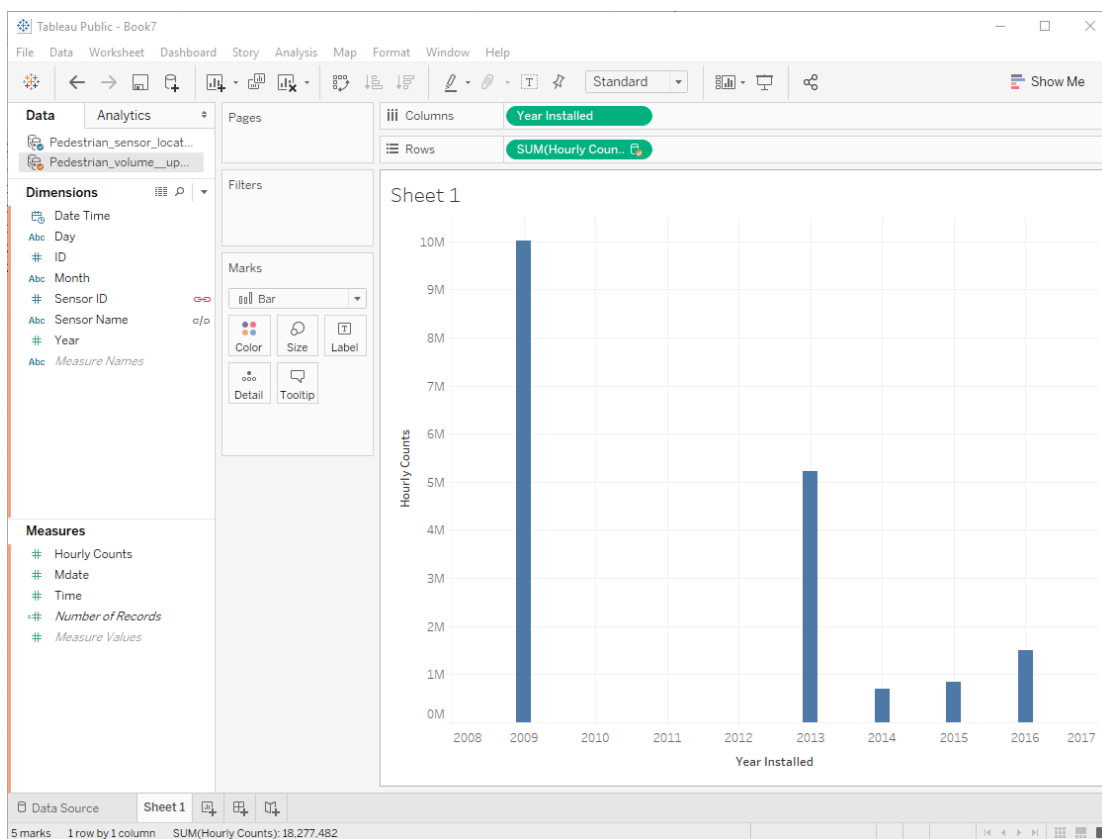 Tableau Public - Book7
File Data Worksheet Dashboard Story Analysis Map Format Window Help
Standard
Show Me
Data Analytics
Pedestrian_sensor_locat...
Pedestrian_volume__up...
Dimensions
Date Time
Abc Day
# ID
Abc Month
# Sensor ID
Abc Sensor Name
# Year
Abc Measure Names
Measures
# Hourly Counts
# Mdate
# Time
=# Number of Records
# Measure Values
Pages
Filters
Marks
Bar
Color Size Label
Detail Tooltip
Columns Year Installed
Rows SUM(Hourly Coun..
Sheet 1
10M
9M
8M
7M
6M
5M
4M
3M
2M
1M
0M
Hourly Counts
2008 2009 2010 2011 2012 2013 2014 2015 2016 2017
Year Installed
Data Source Sheet 1
5 marks 1 row by 1 column SUM(Hourly Counts): 18,277,482